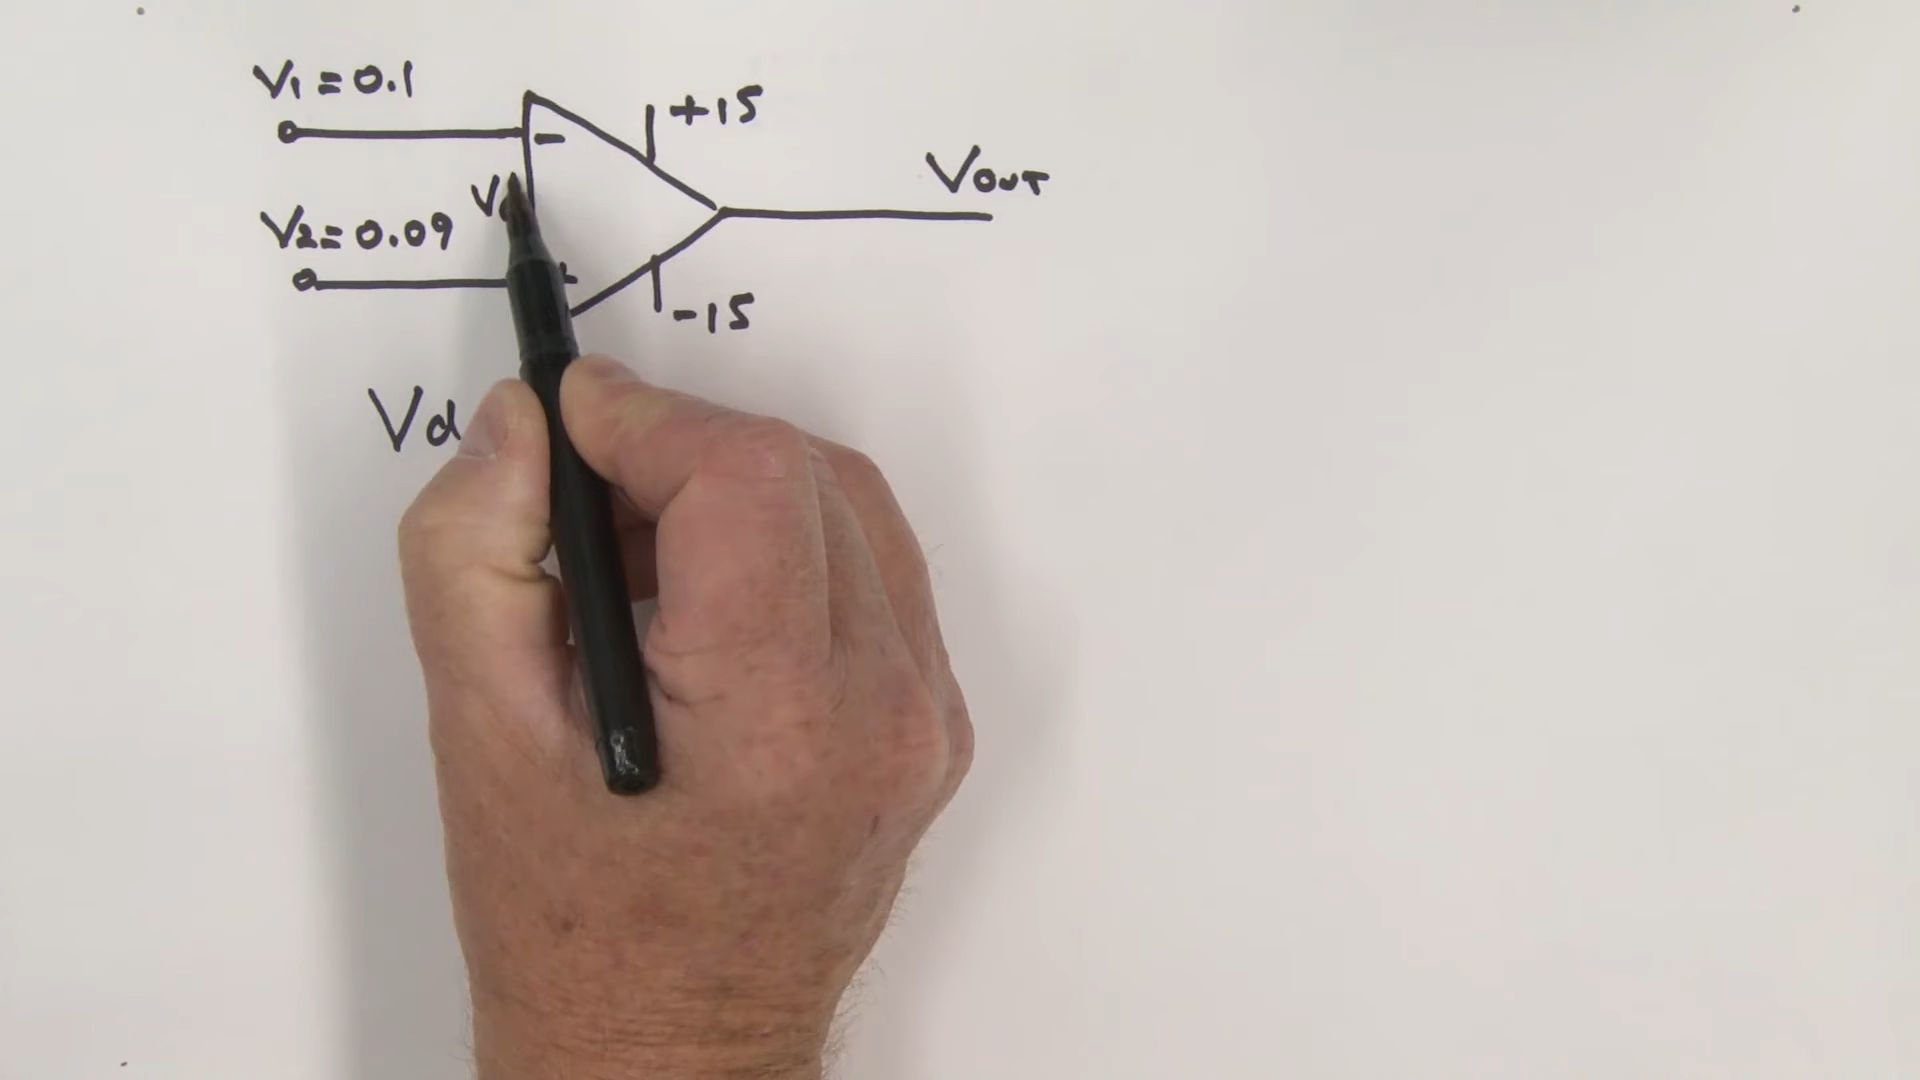 V1 = 0.1
+15
-
VOUT
V2 = 0.09
+
-15
Vd